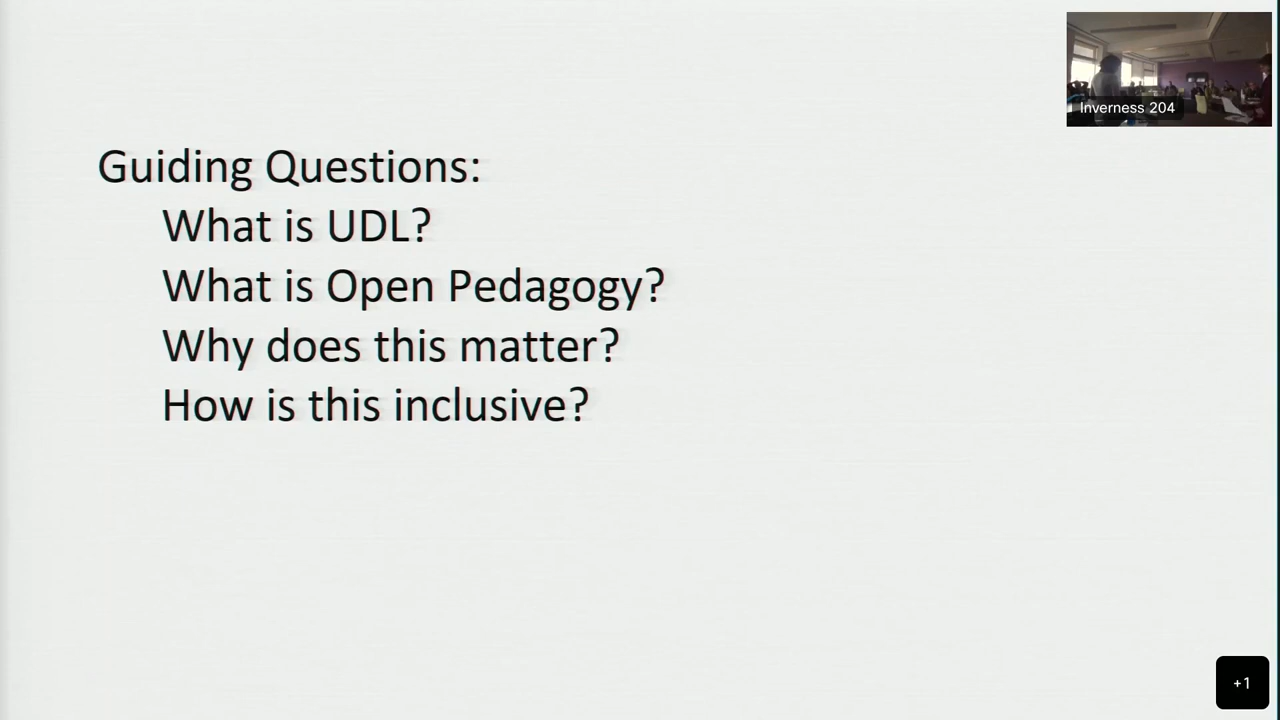 Inverness 204
Guiding Questions:
What is UDL?
What is Open Pedagogy?
Why does this matter?
How is this inclusive?
+1